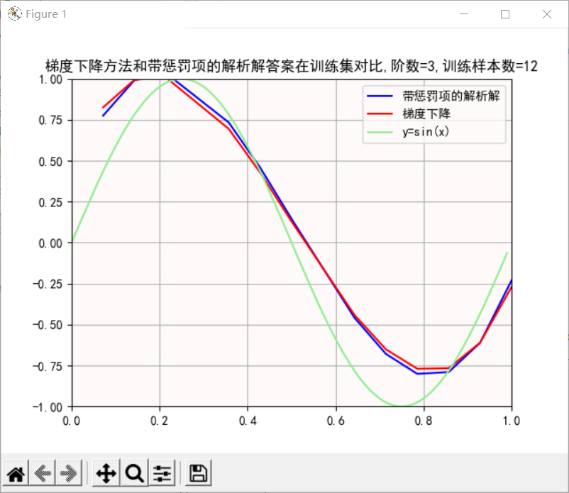 Figure 1
梯度下降方法和带惩罚项的解析解答案在训练集对比,阶数=3,训练样本数=12
1.00
0.75
0.50
0.25
0.00
−0.25
−0.50
−0.75
−1.00
0.0 0.2 0.4 0.6 0.8 1.0
带惩罚项的解析解
梯度下降
y=sin(x)